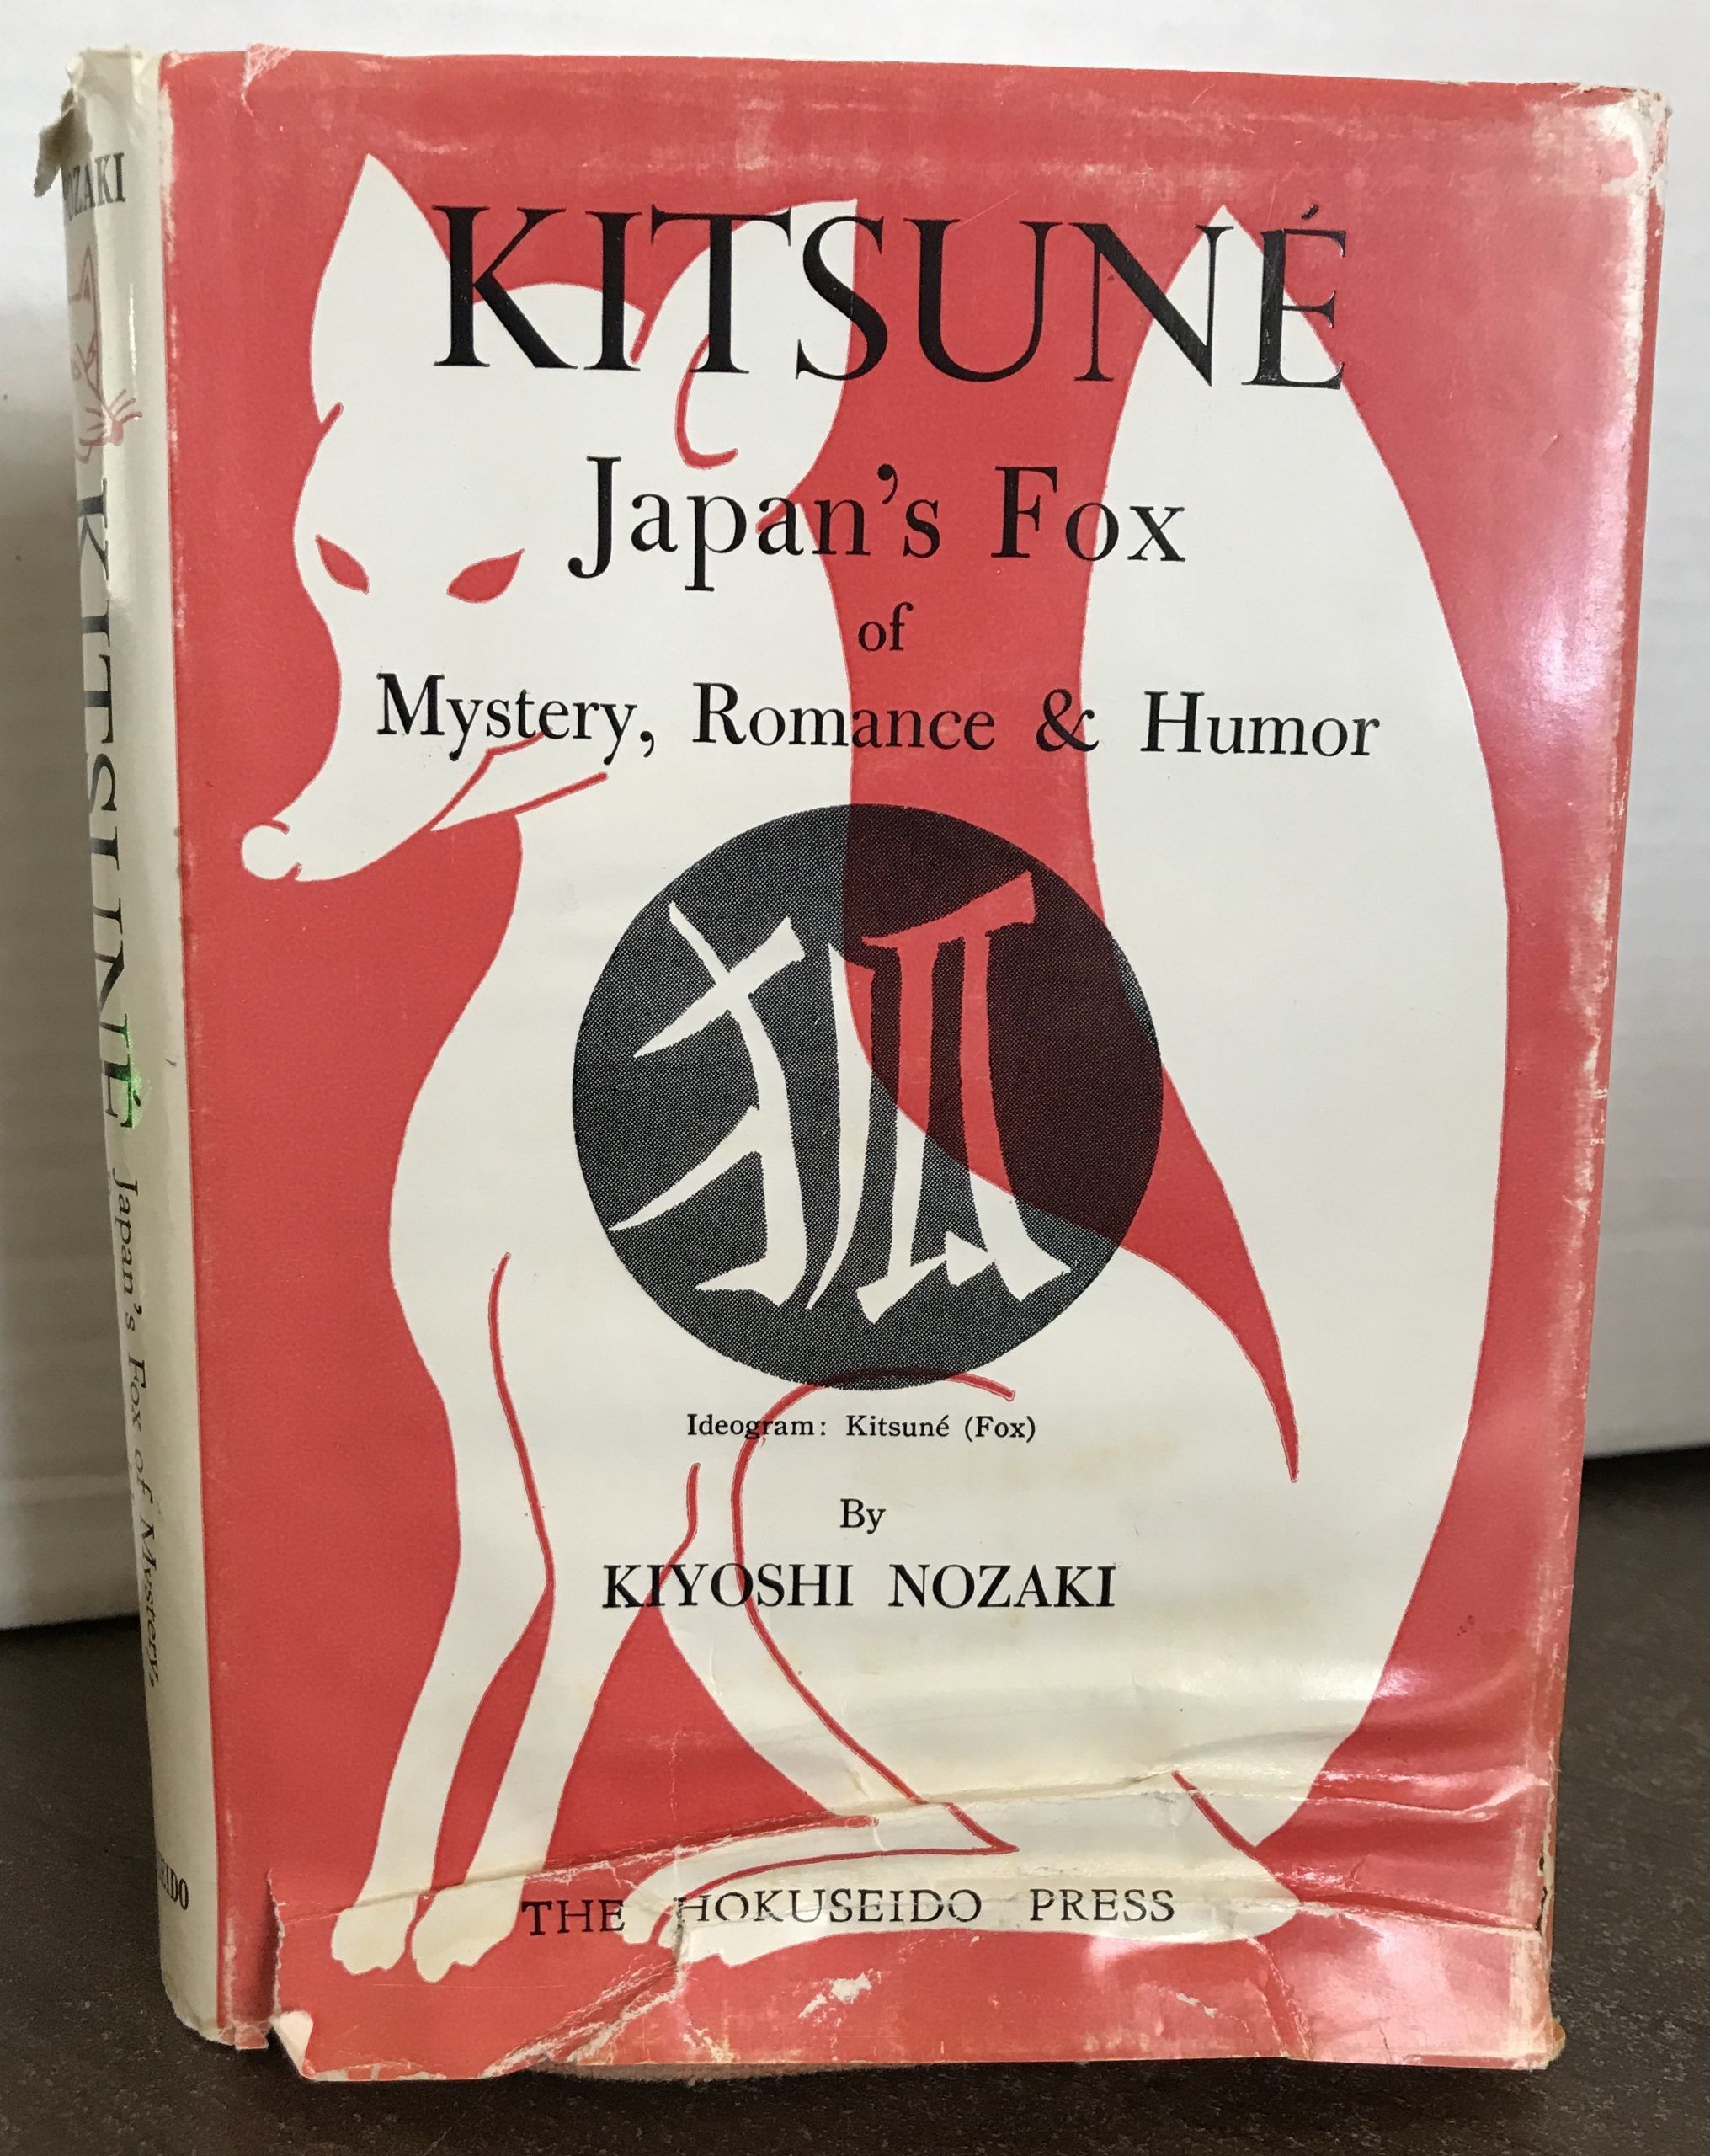 KITSUNÉ
Japan's Fox
of
Mystery, Romance & Humor
狐
Ideogram: Kitsuné (Fox)
By
KIYOSHI NOZAKI
THE HOKUSEIDO PRESS
KITSUNÉ Japan's Fox of Mystery,